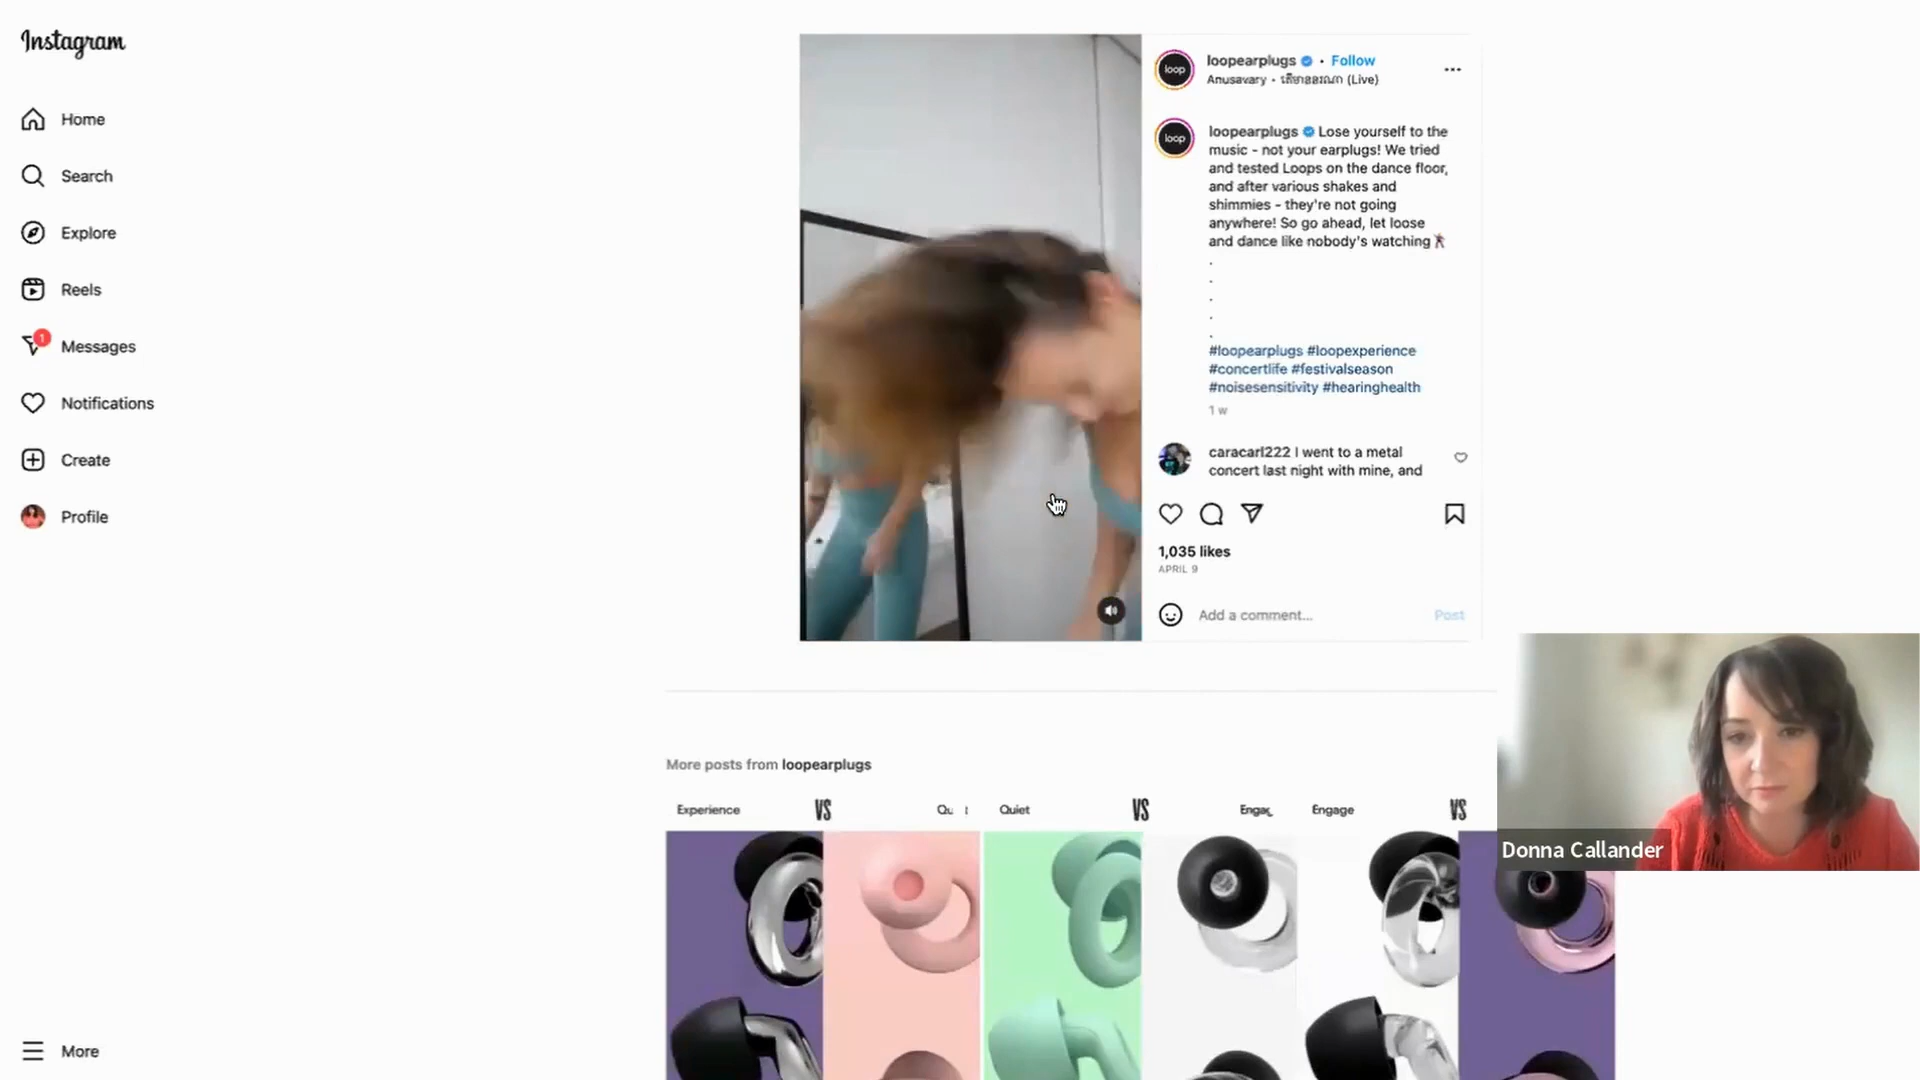 Instagram
Home
Search
Explore
Reels
1
Messages
Notifications
Create
Profile
More
loop
loopearplugs • Follow
Anusavary • (Live)
loop
loopearplugs Lose yourself to the
music - not your earplugs! We tried
and tested Loops on the dance floor,
and after various shakes and
shimmies - they're not going
anywhere! So go ahead, let loose
and dance like nobody's watching
.
.
.
.
.
#loopearplugs #loopexperience
#concertlife #festivalseason
#noisesensitivity #hearinghealth
1 w
caracarl222 I went to a metal
concert last night with mine, and
1,035 likes
APRIL 9
Add a comment...
Post
More posts from loopearplugs
Experience VS
Quiet VS
Engage VS
Donna Callander